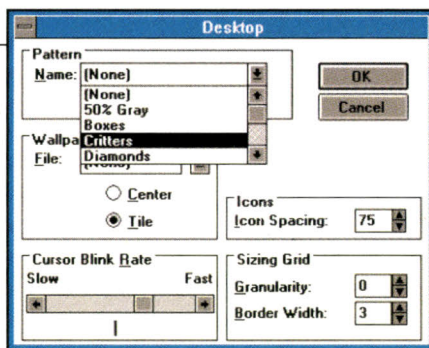 Desktop
Pattern
Name: (None)
(None)
50% Gray
Boxes
Critters
Diamonds
OK
Cancel
Wallpa
File: (None)
Center
Tile
Icons
Icon Spacing: 75
Cursor Blink Rate
Slow Fast
Sizing Grid
Granularity: 0
Border Width: 3